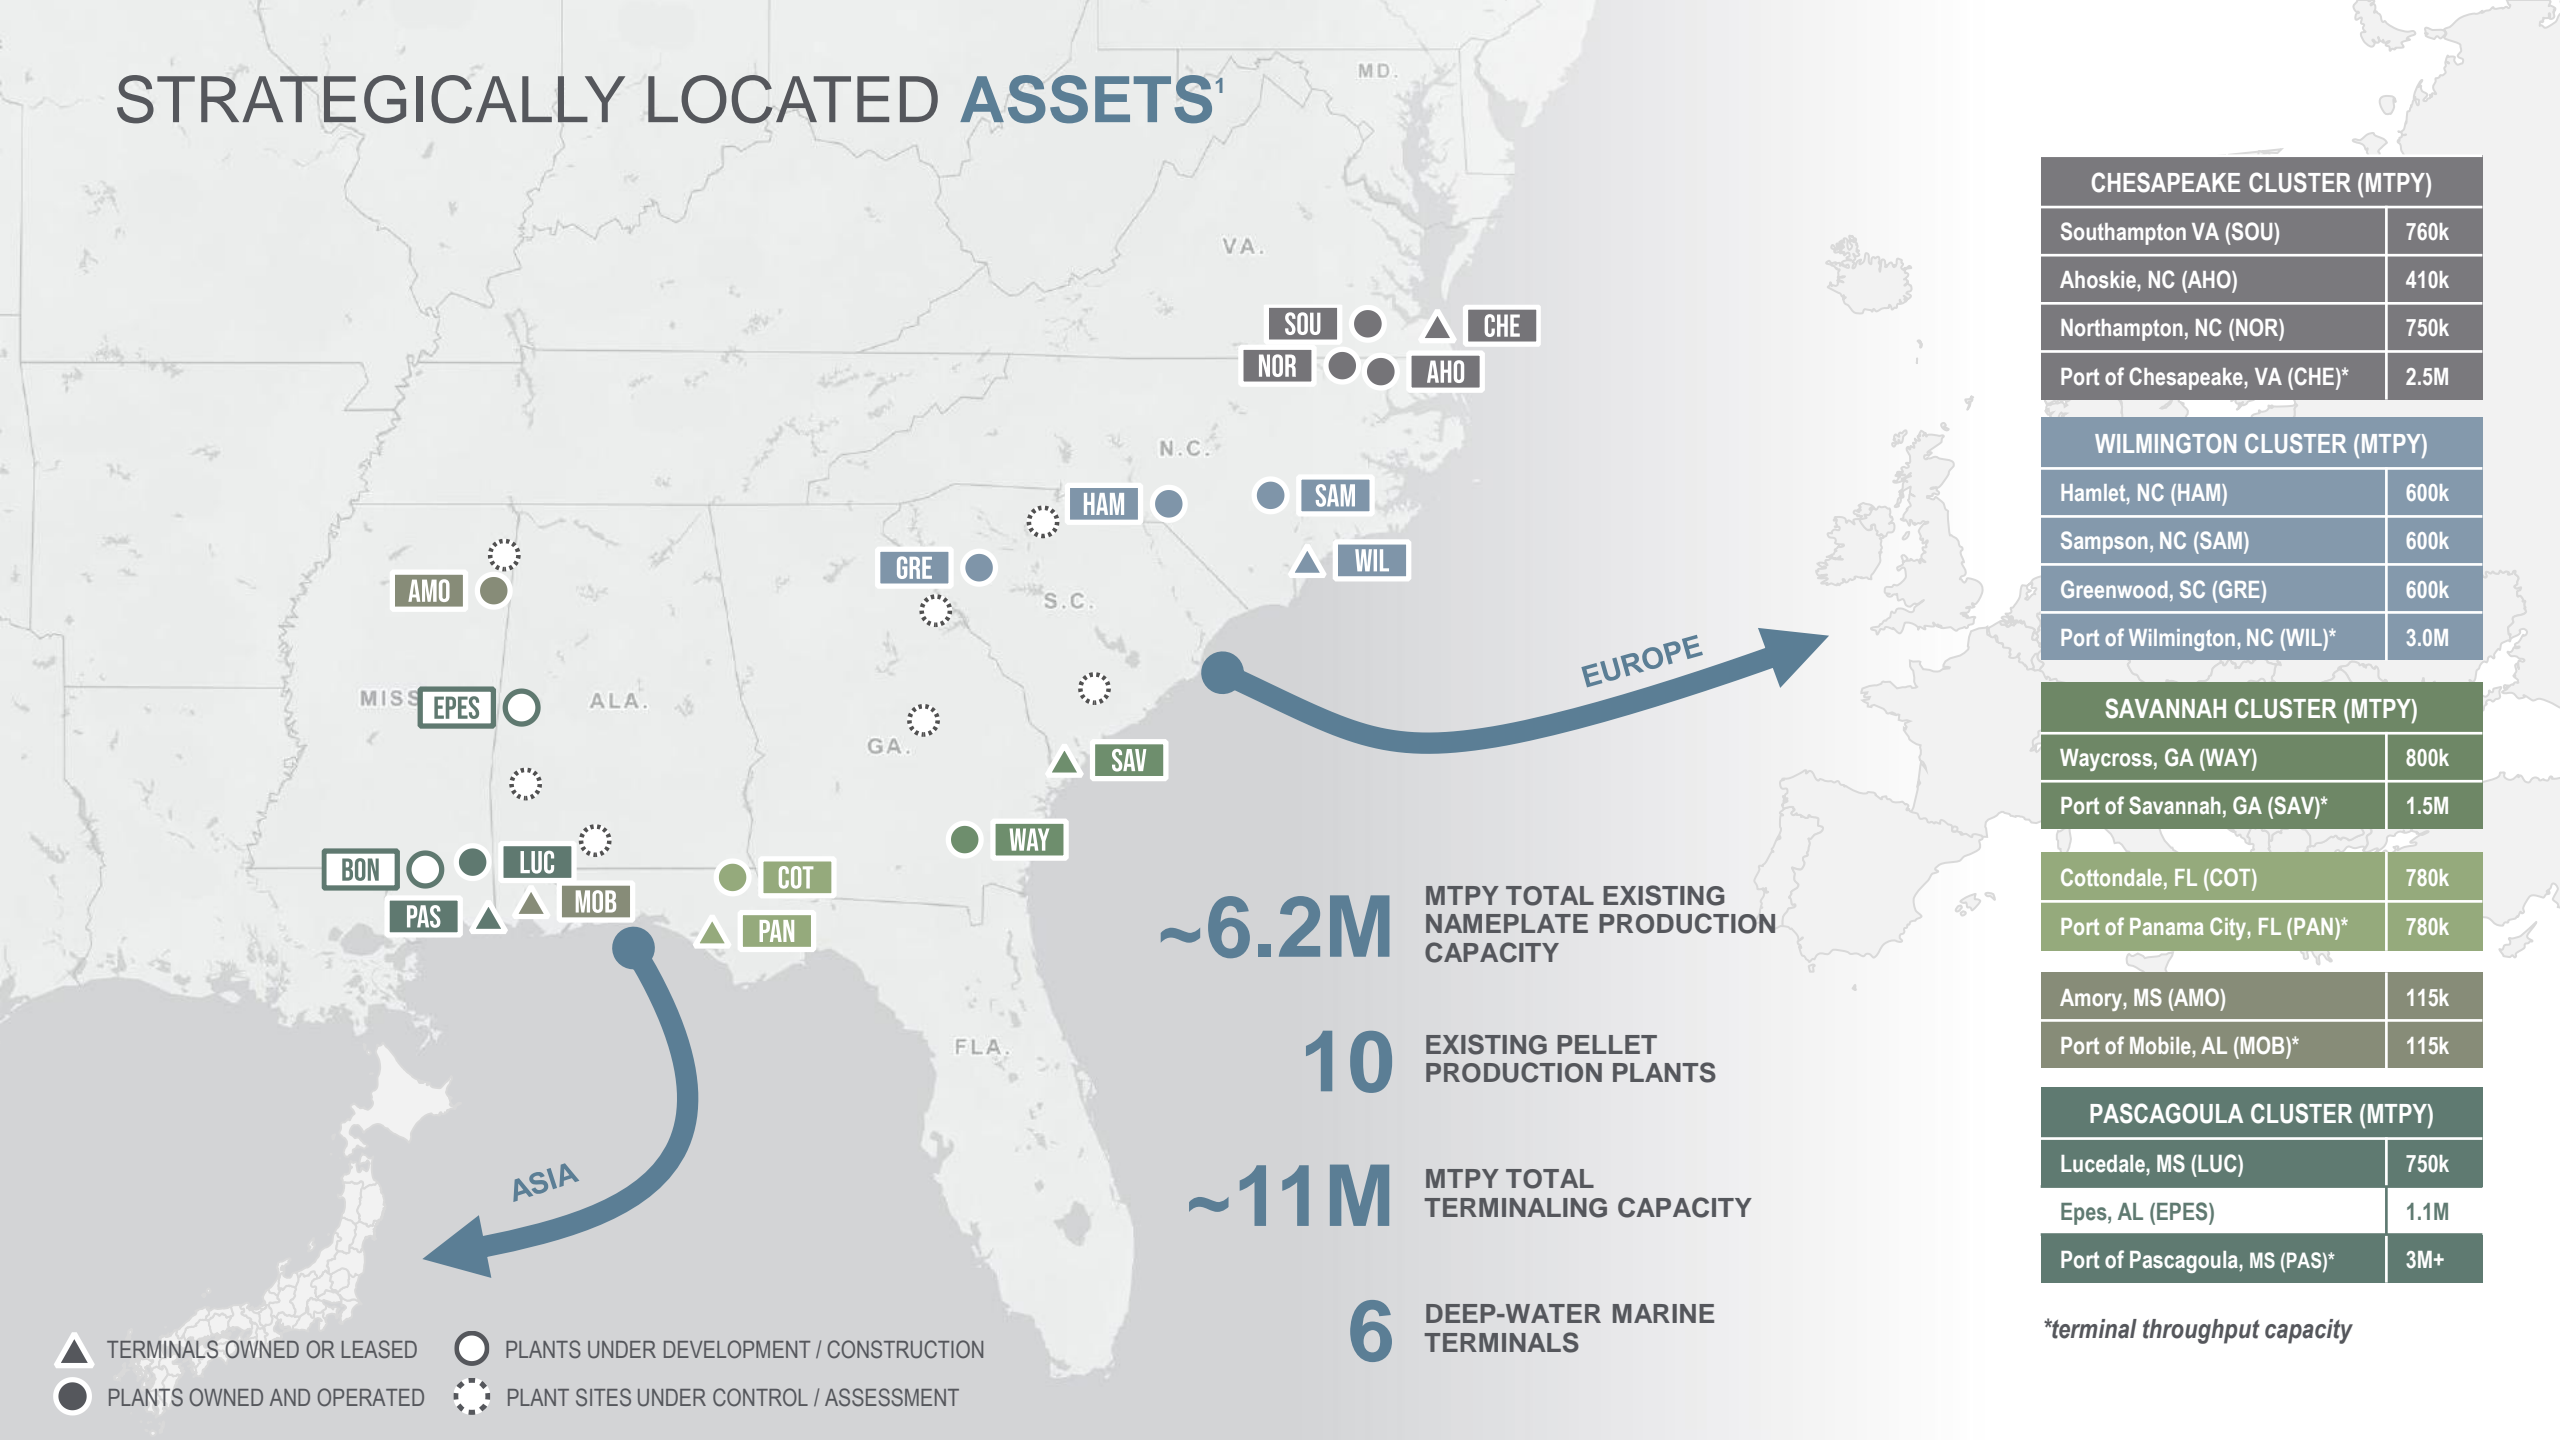 STRATEGICALLY LOCATED ASSETS¹
MD.
VA.
SOU
CHE
NOR
AHO
N.C.
HAM
SAM
WIL
GRE
S.C.
AMO
MISS
EPES
ALA.
GA.
SAV
WAY
BON
LUC
COT
MOB
PAS
PAN
FLA.
EUROPE
ASIA
~6.2M
MTPY TOTAL EXISTING
NAMEPLATE PRODUCTION
CAPACITY
10
EXISTING PELLET
PRODUCTION PLANTS
~11M
MTPY TOTAL
TERMINALING CAPACITY
6
DEEP-WATER MARINE
TERMINALS
CHESAPEAKE CLUSTER (MTPY)
Southampton VA (SOU) 760k
Ahoskie, NC (AHO) 410k
Northampton, NC (NOR) 750k
Port of Chesapeake, VA (CHE)* 2.5M
WILMINGTON CLUSTER (MTPY)
Hamlet, NC (HAM) 600k
Sampson, NC (SAM) 600k
Greenwood, SC (GRE) 600k
Port of Wilmington, NC (WIL)* 3.0M
SAVANNAH CLUSTER (MTPY)
Waycross, GA (WAY) 800k
Port of Savannah, GA (SAV)* 1.5M
Cottondale, FL (COT) 780k
Port of Panama City, FL (PAN)* 780k
Amory, MS (AMO) 115k
Port of Mobile, AL (MOB)* 115k
PASCAGOULA CLUSTER (MTPY)
Lucedale, MS (LUC) 750k
Epes, AL (EPES) 1.1M
Port of Pascagoula, MS (PAS)* 3M+
*terminal throughput capacity
TERMINALS OWNED OR LEASED
PLANTS UNDER DEVELOPMENT / CONSTRUCTION
PLANTS OWNED AND OPERATED
PLANT SITES UNDER CONTROL / ASSESSMENT